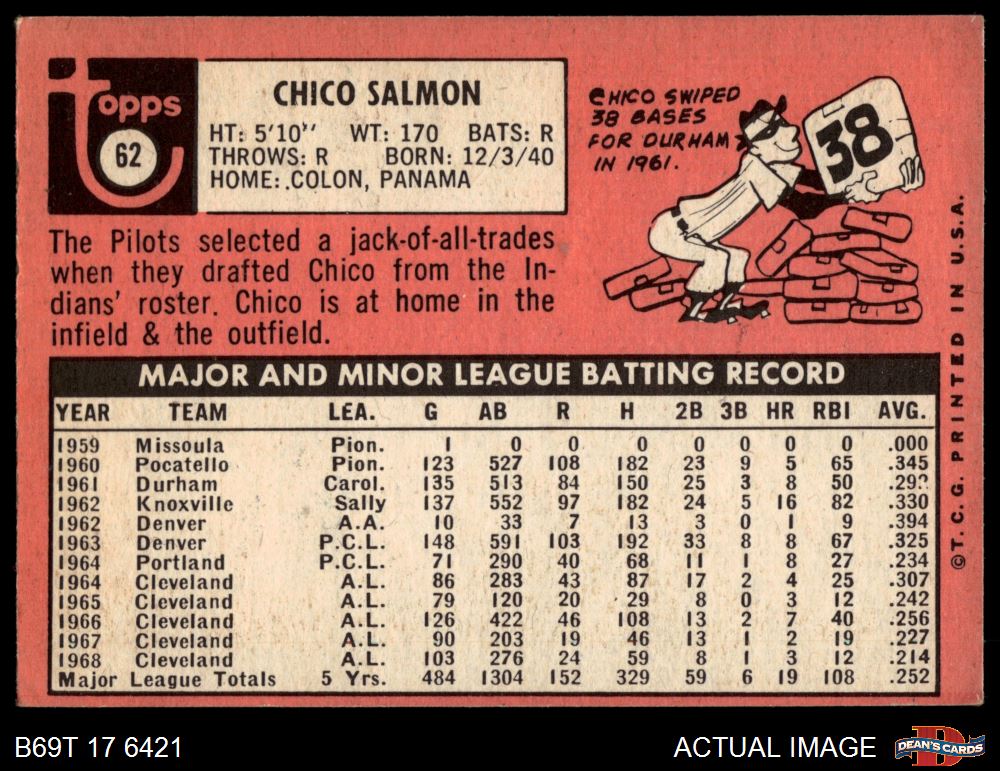 Topps
62
CHICO SALMON
HT: 5'10" WT: 170 BATS: R
THROWS: R BORN: 12/3/40
HOME: COLON, PANAMA
CHICO SWIPED
38 BASES
FOR DURHAM
IN 1961.
38
The Pilots selected a jack-of-all-trades
when they drafted Chico from the In-
dians' roster. Chico is at home in the
infield & the outfield.
MAJOR AND MINOR LEAGUE BATTING RECORD
YEAR TEAM LEA. G AB R H 2B 3B HR RBI AVG.
1959 Missoula Pion. 1 0 0 0 0 0 0 0 .000
1960 Pocatello Pion. 123 527 108 182 23 9 5 65 .345
1961 Durham Carol. 135 513 84 150 25 3 8 50
1962 Knoxville Sally 137 552 97 182 24 5 16 82 .330
1962 Denver A.A. 10 33 7 13 3 0 1 9 .394
1963 Denver P.C.L. 148 591 103 192 33 8 8 67 .325
1964 Portland P.C.L. 71 290 40 68 11 1 8 27 .234
1964 Cleveland A.L. 86 283 43 87 17 2 4 25 .307
1965 Cleveland A.L. 79 120 20 29 8 0 3 12 .242
1966 Cleveland A.L. 126 422 46 108 13 2 7 40 .256
1967 Cleveland A.L. 90 203 19 46 13 1 2 19 .227
1968 Cleveland A.L. 103 276 24 59 8 1 3 12 .214
Major League Totals 5 Yrs. 484 1304 152 329 59 6 19 108 .252
© T.C.G. PRINTED IN U.S.A.
B69T 17 6421
ACTUAL IMAGE
DEAN'S CARDS